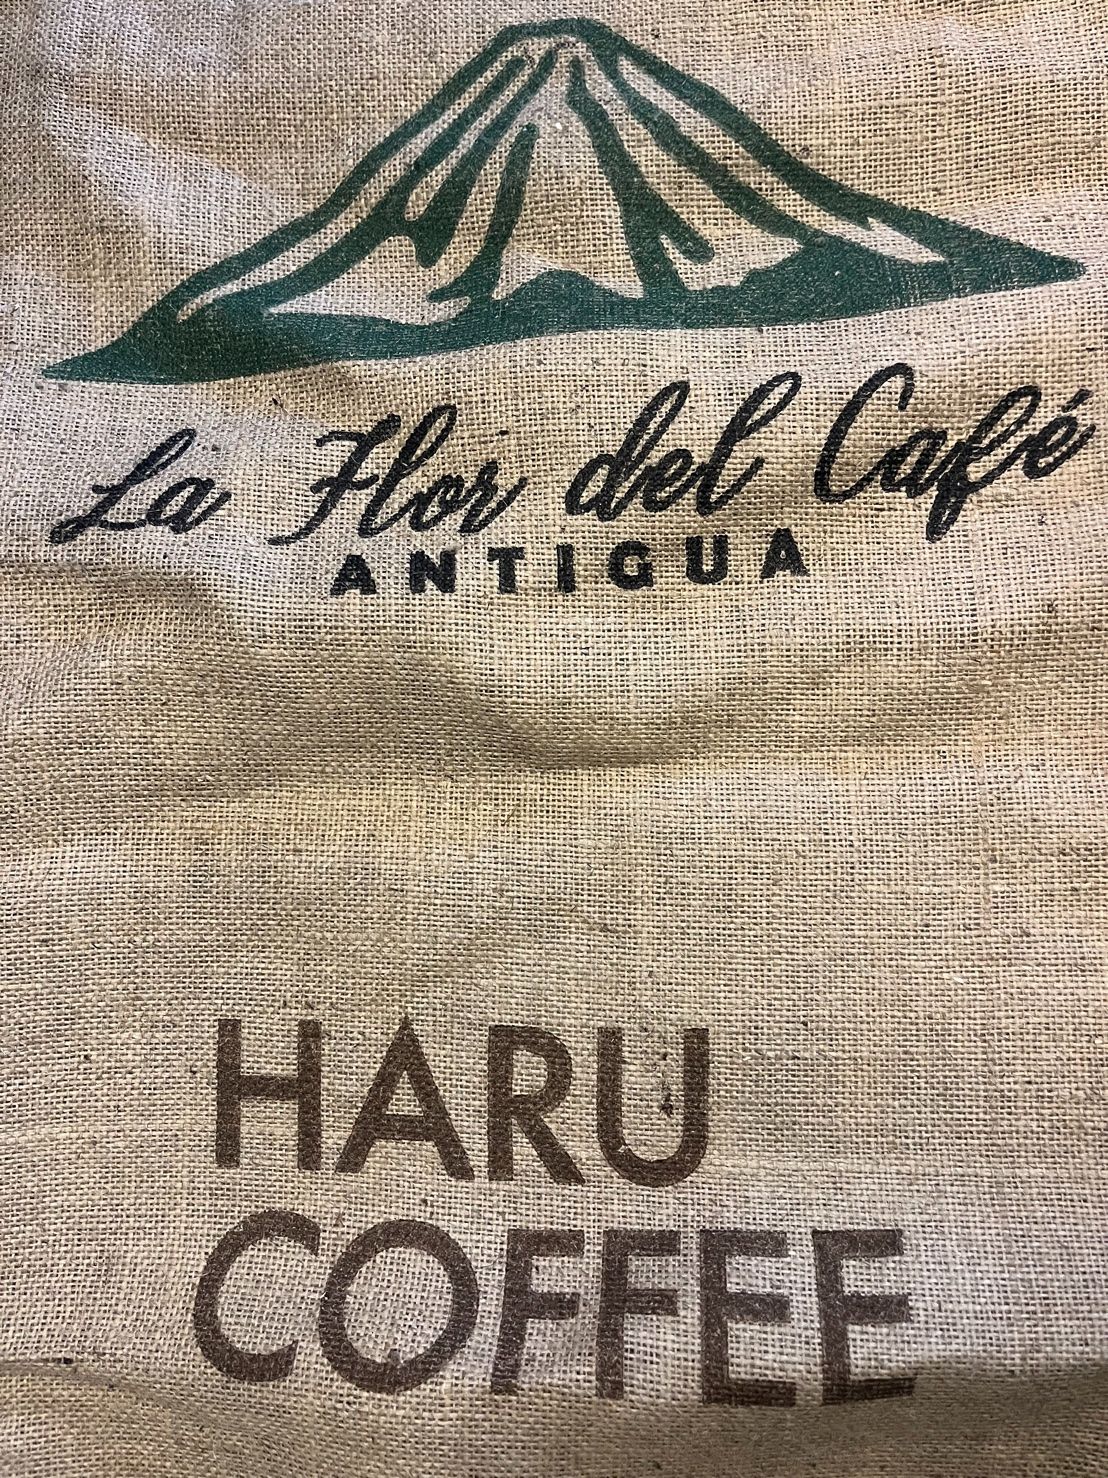 La Flor del Café
ANTIGUA
HARU
COFFEE